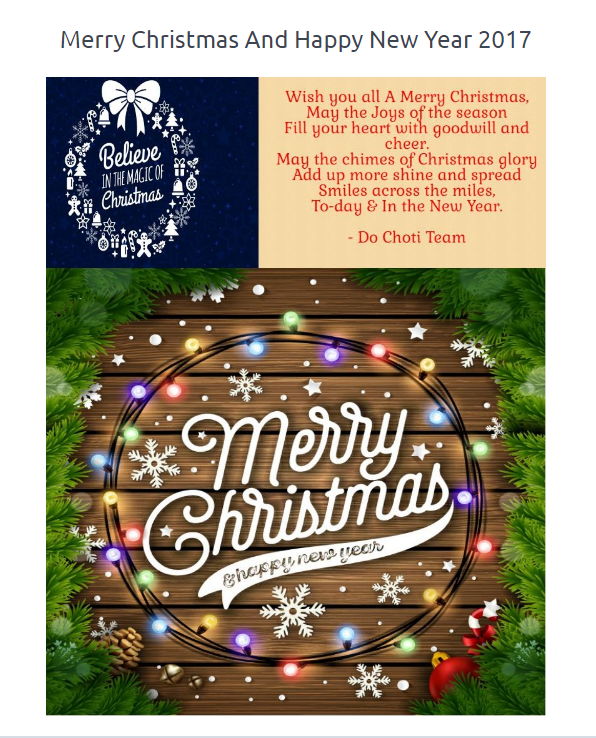 Merry Christmas And Happy New Year 2017
Believe
IN THE MAGIC OF
Christmas
Wish you all A Merry Christmas,
May the Joys of the season
Fill your heart with goodwill and
cheer.
May the chimes of Christmas glory
Add up more shine and spread
Smiles across the miles,
To-day & In the New Year.
- Do Choti Team
Merry
Christmas
& happy new year